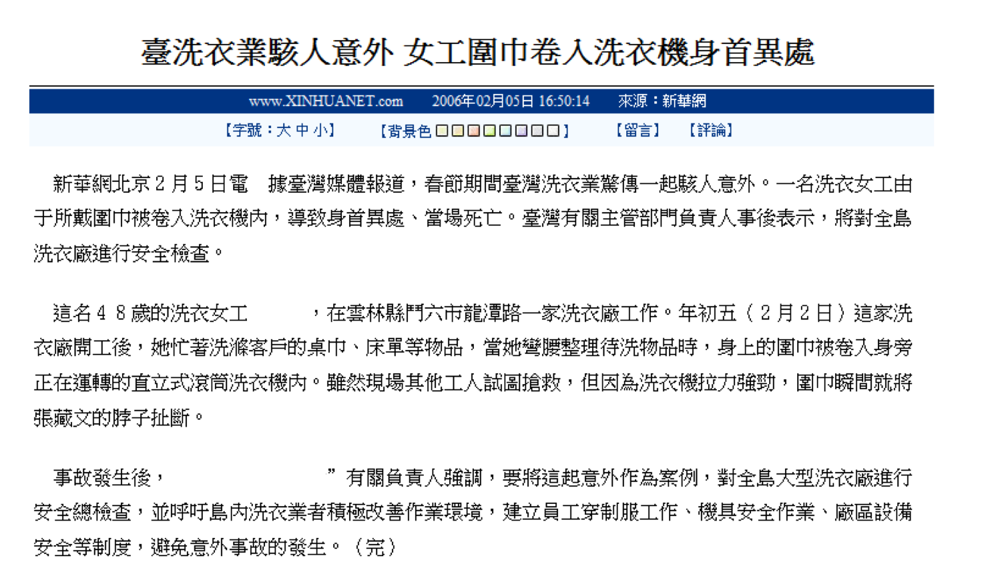 臺洗衣業駭人意外 女工圍巾卷入洗衣機身首異處
www.XINHUANET.com 2006年02月05日 16:50:14 來源：新華網
【字號：大 中 小】 【背景色】 【留言】 【評論】
新華網北京２月５日電 據臺灣媒體報道，春節期間臺灣洗衣業驚傳一起駭人意外。一名洗衣女工由
于所戴圍巾被卷入洗衣機內，導致身首異處、當場死亡。臺灣有關主管部門負責人事後表示，將對全島
洗衣廠進行安全檢查。
這名４８歲的洗衣女工 ，在雲林縣鬥六市龍潭路一家洗衣廠工作。年初五（２月２日）這家洗
衣廠開工後，她忙著洗滌客戶的桌巾、床單等物品，當她彎腰整理待洗物品時，身上的圍巾被卷入身旁
正在運轉的直立式滾筒洗衣機內。雖然現場其他工人試圖搶救，但因為洗衣機拉力強勁，圍巾瞬間就將
張藏文的脖子扯斷。
事故發生後， ”有關負責人強調，要將這起意外作為案例，對全島大型洗衣廠進行
安全總檢查，並呼吁島內洗衣業者積極改善作業環境，建立員工穿制服工作、機具安全作業、廠區設備
安全等制度，避免意外事故的發生。（完）